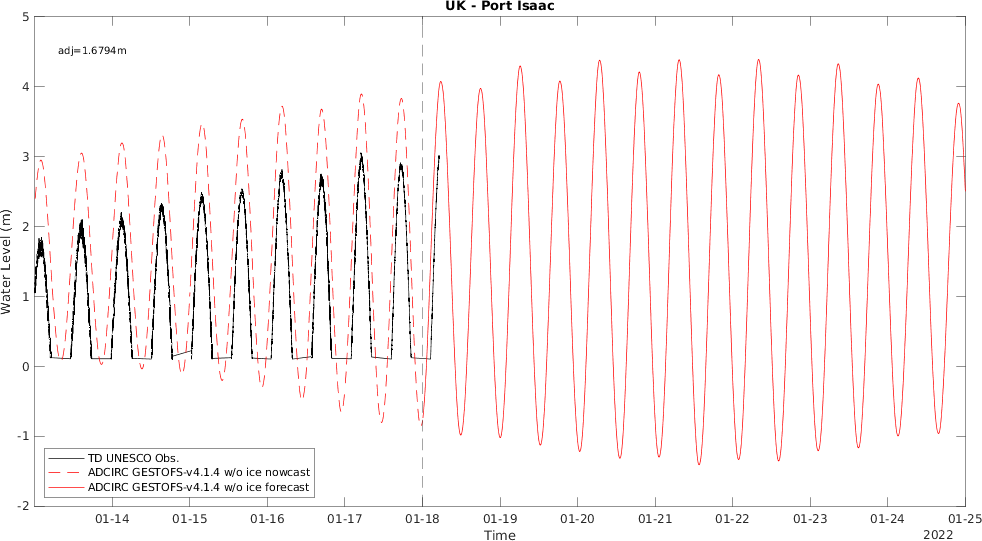 UK - Port Isaac
adj=1.6794m
5
4
3
2
1
0
-1
-2
Water Level (m)
TD UNESCO Obs.
ADCIRC GESTOFS-v4.1.4 w/o ice nowcast
ADCIRC GESTOFS-v4.1.4 w/o ice forecast
01-14 01-15 01-16 01-17 01-18 01-19 01-20 01-21 01-22 01-23 01-24 01-25
Time
2022